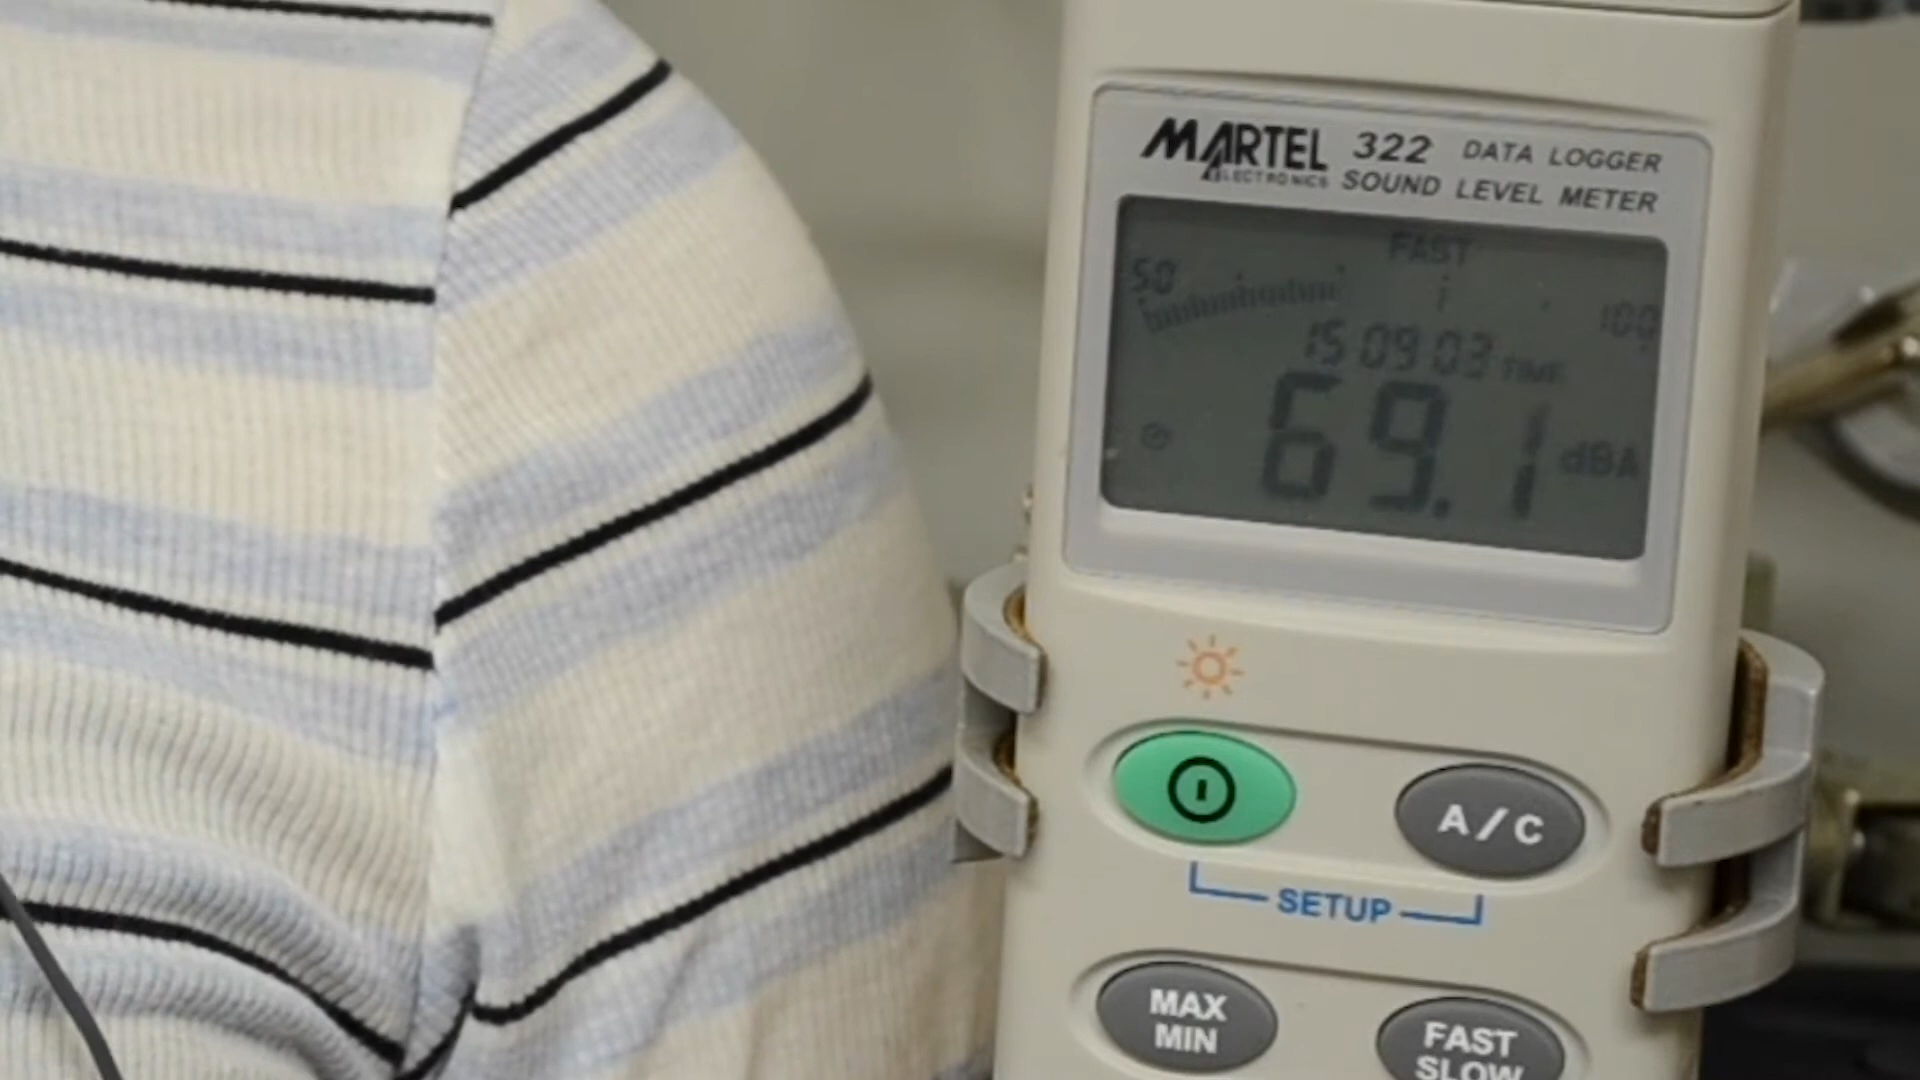 MARTEL 322 DATA LOGGER
ELECTRONICS SOUND LEVEL METER
FAST
50 100
15 09 03 TIME
69.1 dBA
A/C
SETUP
MAX
MIN
FAST
SLOW